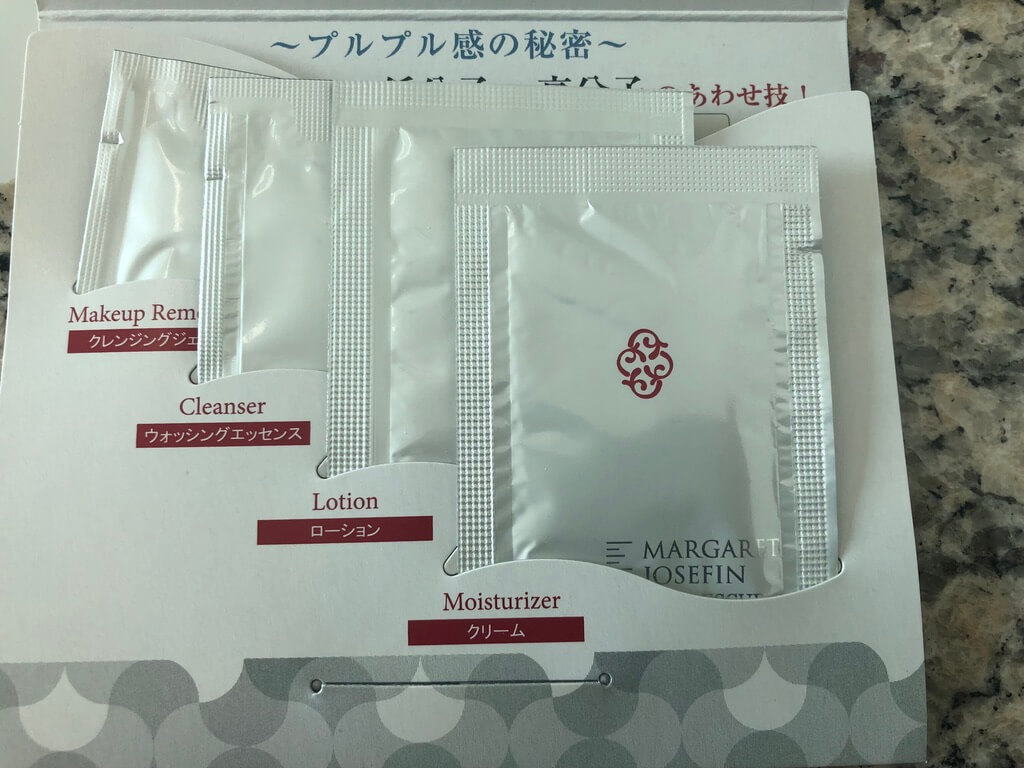 ～プルプル感の秘密～
のあわせ技!
Makeup
クレンジングジェ
Cleanser
ウォッシングエッセンス
Lotion
ローション
MARGARET
JOSEFIN
Moisturizer
クリーム